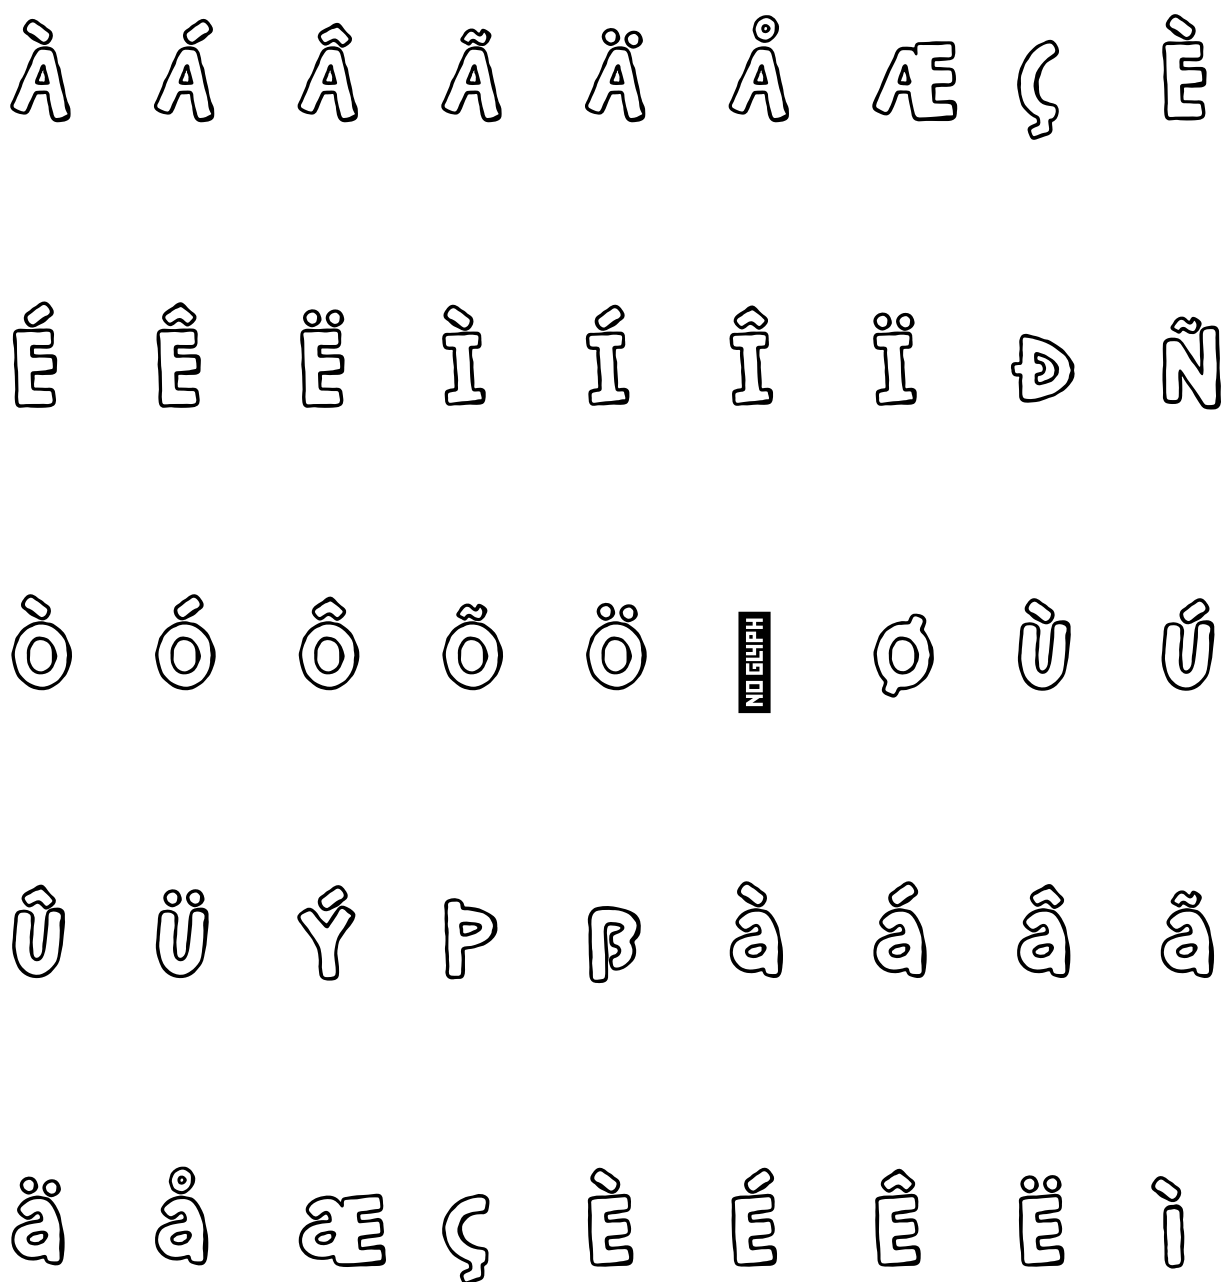 À Á Â Ã Ä Å Æ Ç È
É Ê Ë Ì Í Î Ï Ð Ñ
Ò Ó Ô Õ Ö NO GLYPH Ø Ù Ú
Û Ü Ý Þ ß à á â ã
ä å æ ç È É Ê Ë ì